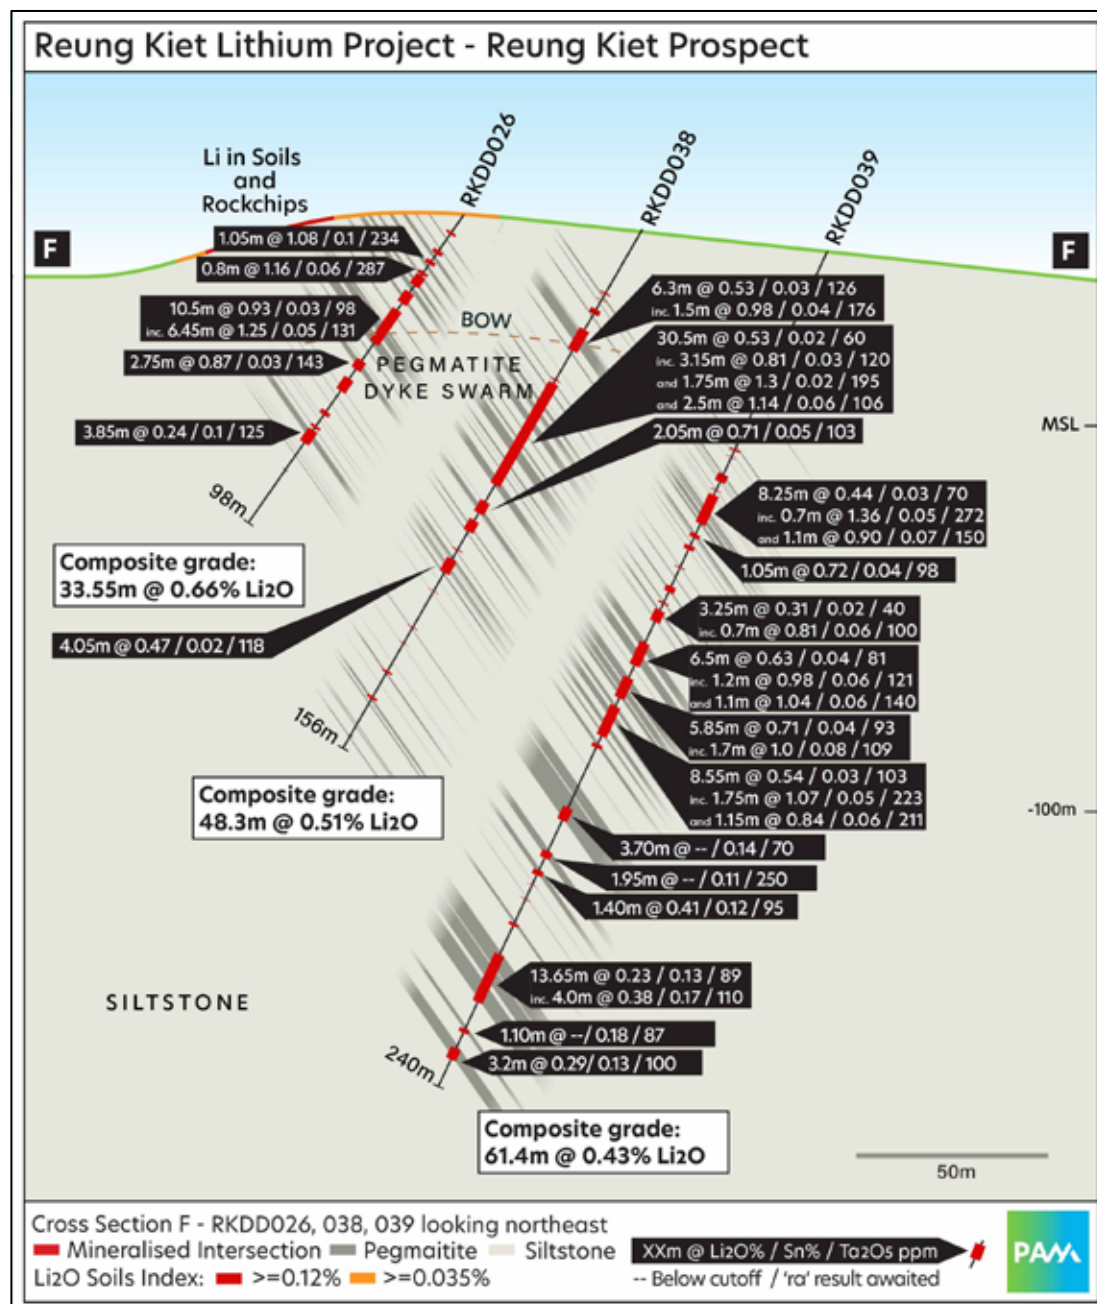 Reung Kiet Lithium Project - Reung Kiet Prospect
Li in Soils
and
Rockchips
RKDD026
RKDD038
RKDD039
F
F
1.05m @ 1.08 / 0.1 / 234
0.8m @ 1.16 / 0.06 / 287
10.5m @ 0.93 / 0.03 / 98
inc. 6.45m @ 1.25 / 0.05 / 131
2.75m @ 0.87 / 0.03 / 143
3.85m @ 0.24 / 0.1 / 125
98m
BOW
PEGMATITE
DYKE SWARM
6.3m @ 0.53 / 0.03 / 126
inc. 1.5m @ 0.98 / 0.04 / 176
30.5m @ 0.53 / 0.02 / 60
inc. 3.15m @ 0.81 / 0.03 / 120
and 1.75m @ 1.3 / 0.02 / 195
and 2.5m @ 1.14 / 0.06 / 106
2.05m @ 0.71 / 0.05 / 103
MSL
8.25m @ 0.44 / 0.03 / 70
inc. 0.7m @ 1.36 / 0.05 / 272
and 1.1m @ 0.90 / 0.07 / 150
1.05m @ 0.72 / 0.04 / 98
Composite grade:
33.55m @ 0.66% Li2O
4.05m @ 0.47 / 0.02 / 118
3.25m @ 0.31 / 0.02 / 40
inc. 0.7m @ 0.81 / 0.06 / 100
6.5m @ 0.63 / 0.04 / 81
inc. 1.2m @ 0.98 / 0.06 / 121
and 1.1m @ 1.04 / 0.06 / 140
5.85m @ 0.71 / 0.04 / 93
inc. 1.7m @ 1.0 / 0.08 / 109
156m
8.55m @ 0.54 / 0.03 / 103
inc. 1.75m @ 1.07 / 0.05 / 223
and 1.15m @ 0.84 / 0.06 / 211
Composite grade:
48.3m @ 0.51% Li2O
-100m
3.70m @ -- / 0.14 / 70
1.95m @ -- / 0.11 / 250
1.40m @ 0.41 / 0.12 / 95
13.65m @ 0.23 / 0.13 / 89
inc. 4.0m @ 0.38 / 0.17 / 110
SILTSTONE
1.10m @ --/ 0.18 / 87
3.2m @ 0.29/ 0.13 / 100
240m
Composite grade:
61.4m @ 0.43% Li2O
50m
Cross Section F - RKDD026, 038, 039 looking northeast
Mineralised Intersection Pegmaitite Siltstone
Li2O Soils Index: >=0.12% >=0.035%
XXm @ Li2O% / Sn% / Ta2O5 ppm
-- Below cutoff / 'ra' result awaited
PAM